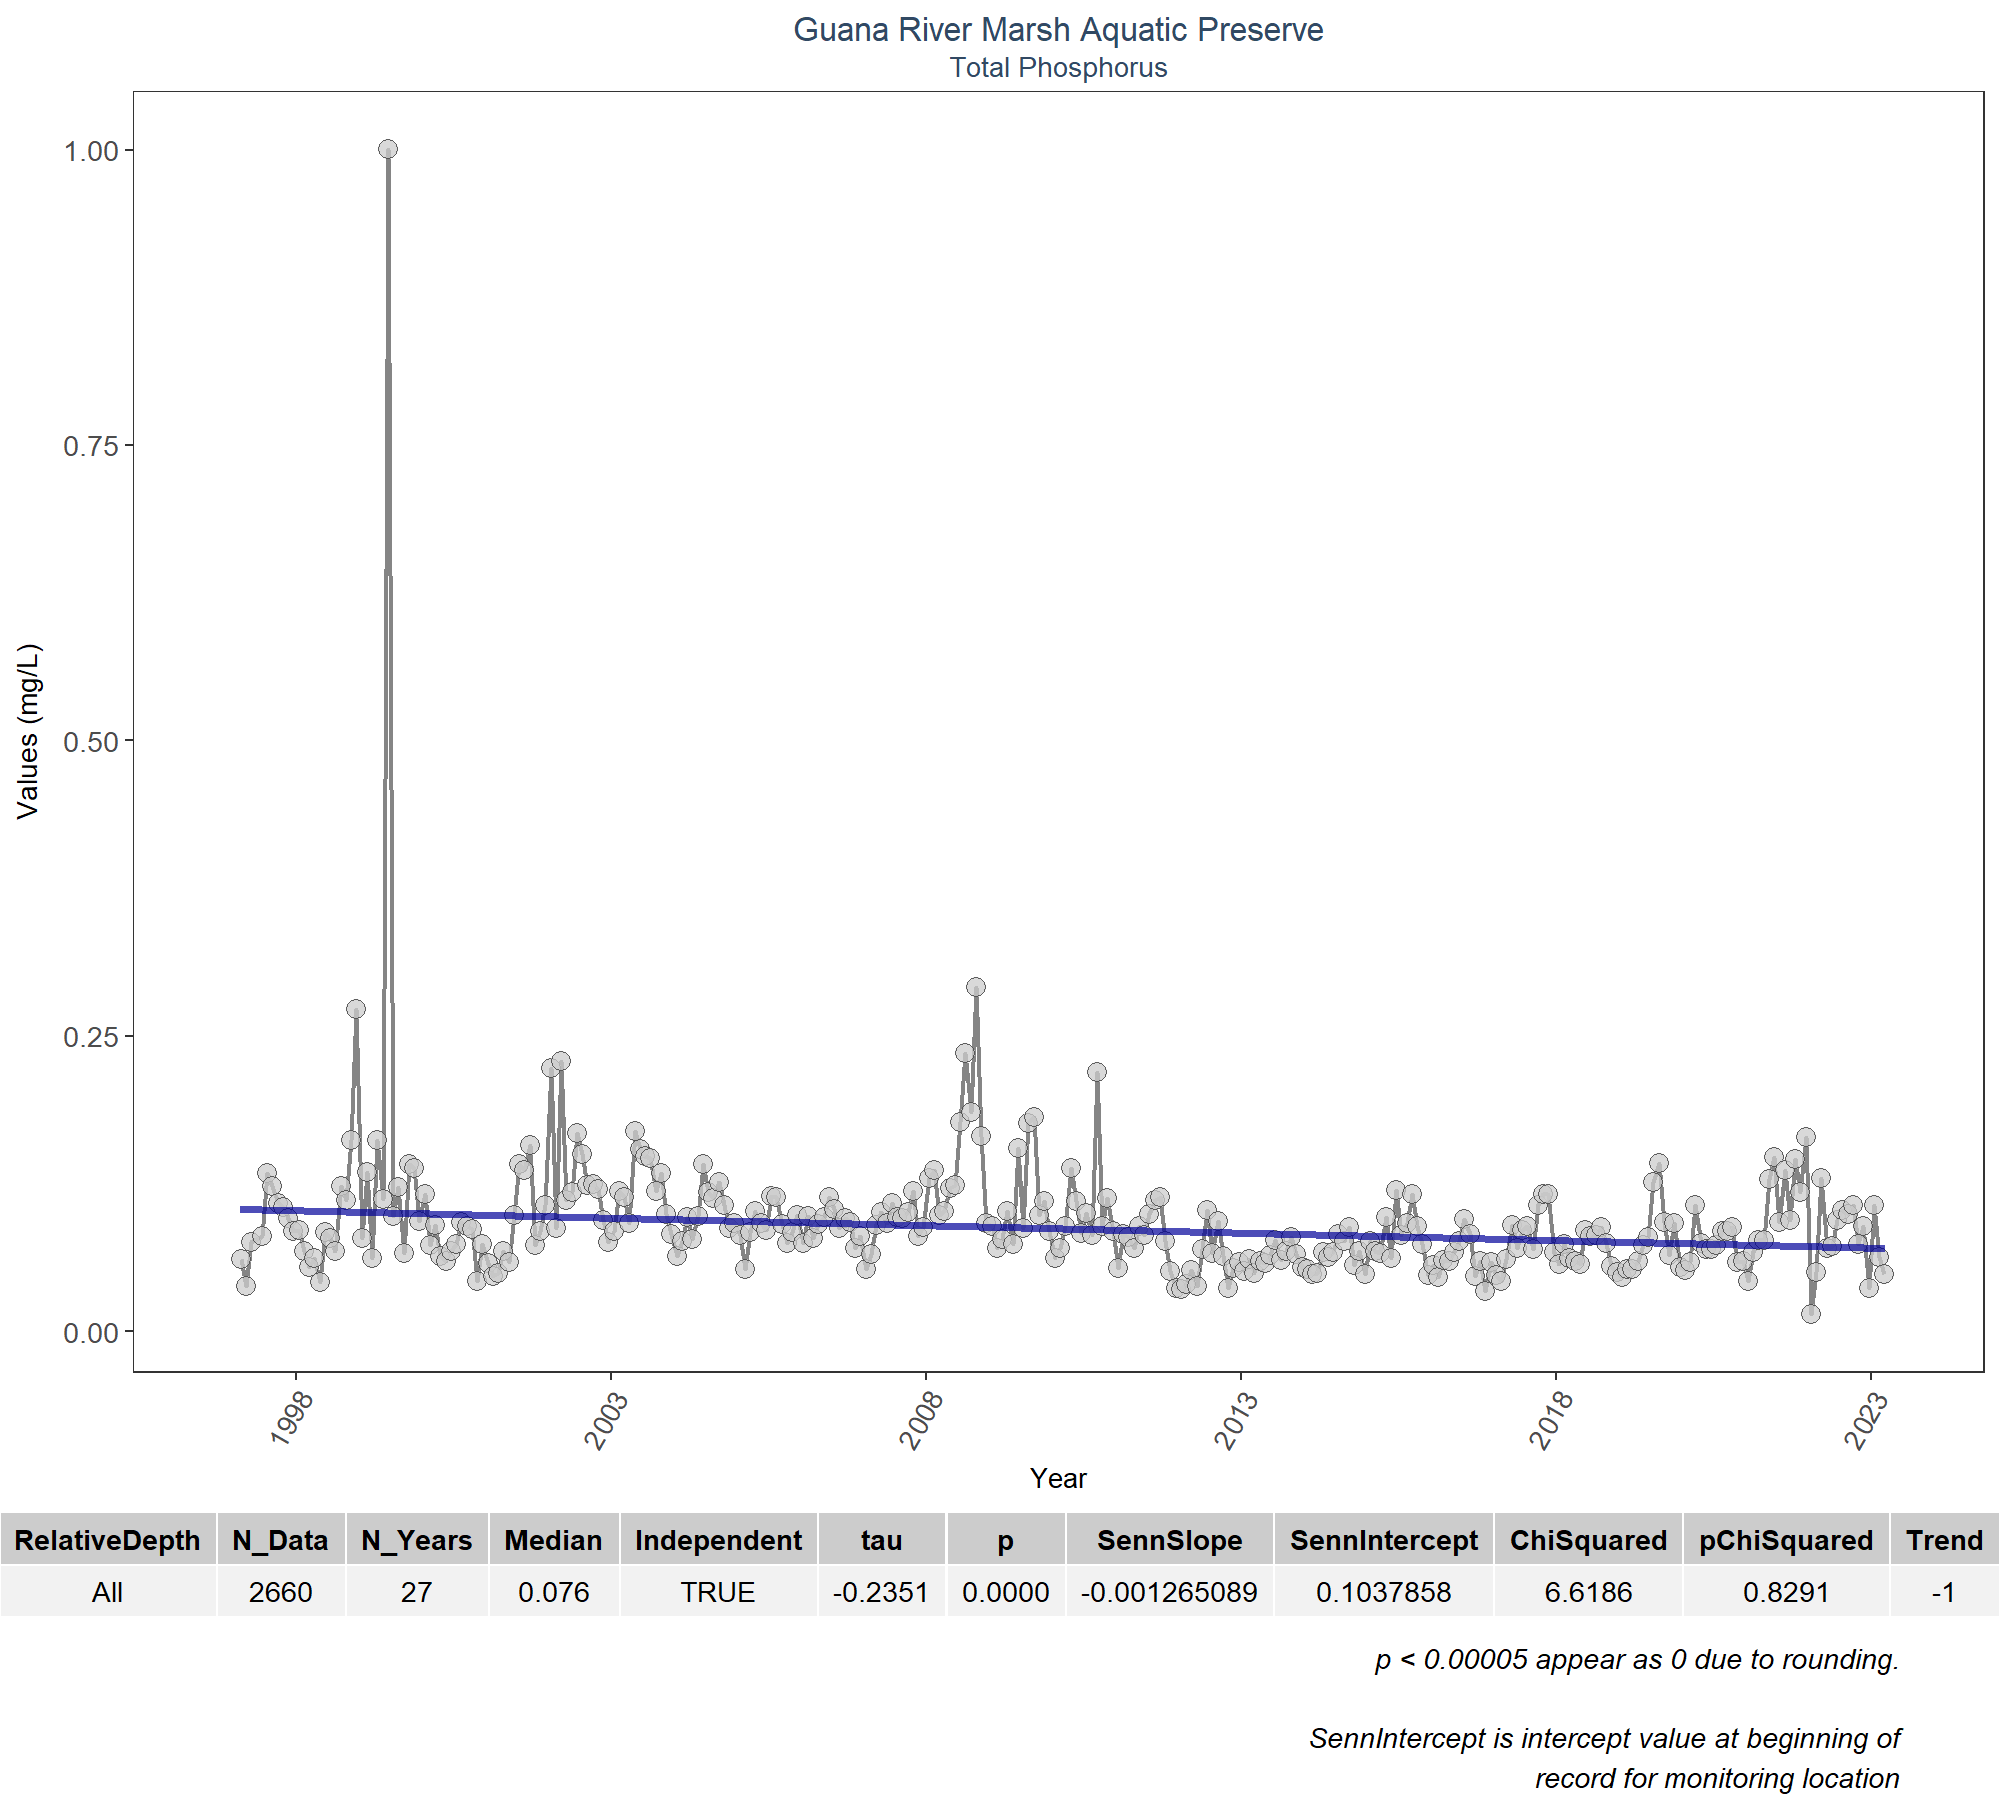 Guana River Marsh Aquatic Preserve
Total Phosphorus
1.00
0.75
0.50
0.25
0.00
Values (mg/L)
1998 2003 2008 2013 2018 2023
Year
RelativeDepth N_Data N_Years Median Independent tau p SennSlope SennIntercept ChiSquared pChiSquared Trend
All 2660 27 0.076 TRUE -0.2351 0.0000 -0.001265089 0.1037858 6.6186 0.8291 -1
p < 0.00005 appear as 0 due to rounding.
SennIntercept is intercept value at beginning of
record for monitoring location